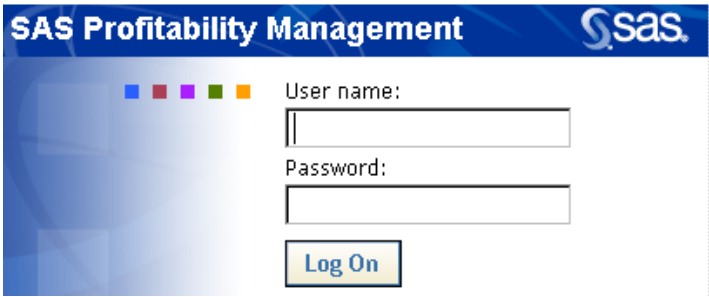 SAS Profitability Management
sas.
User name:
Password:
Log On